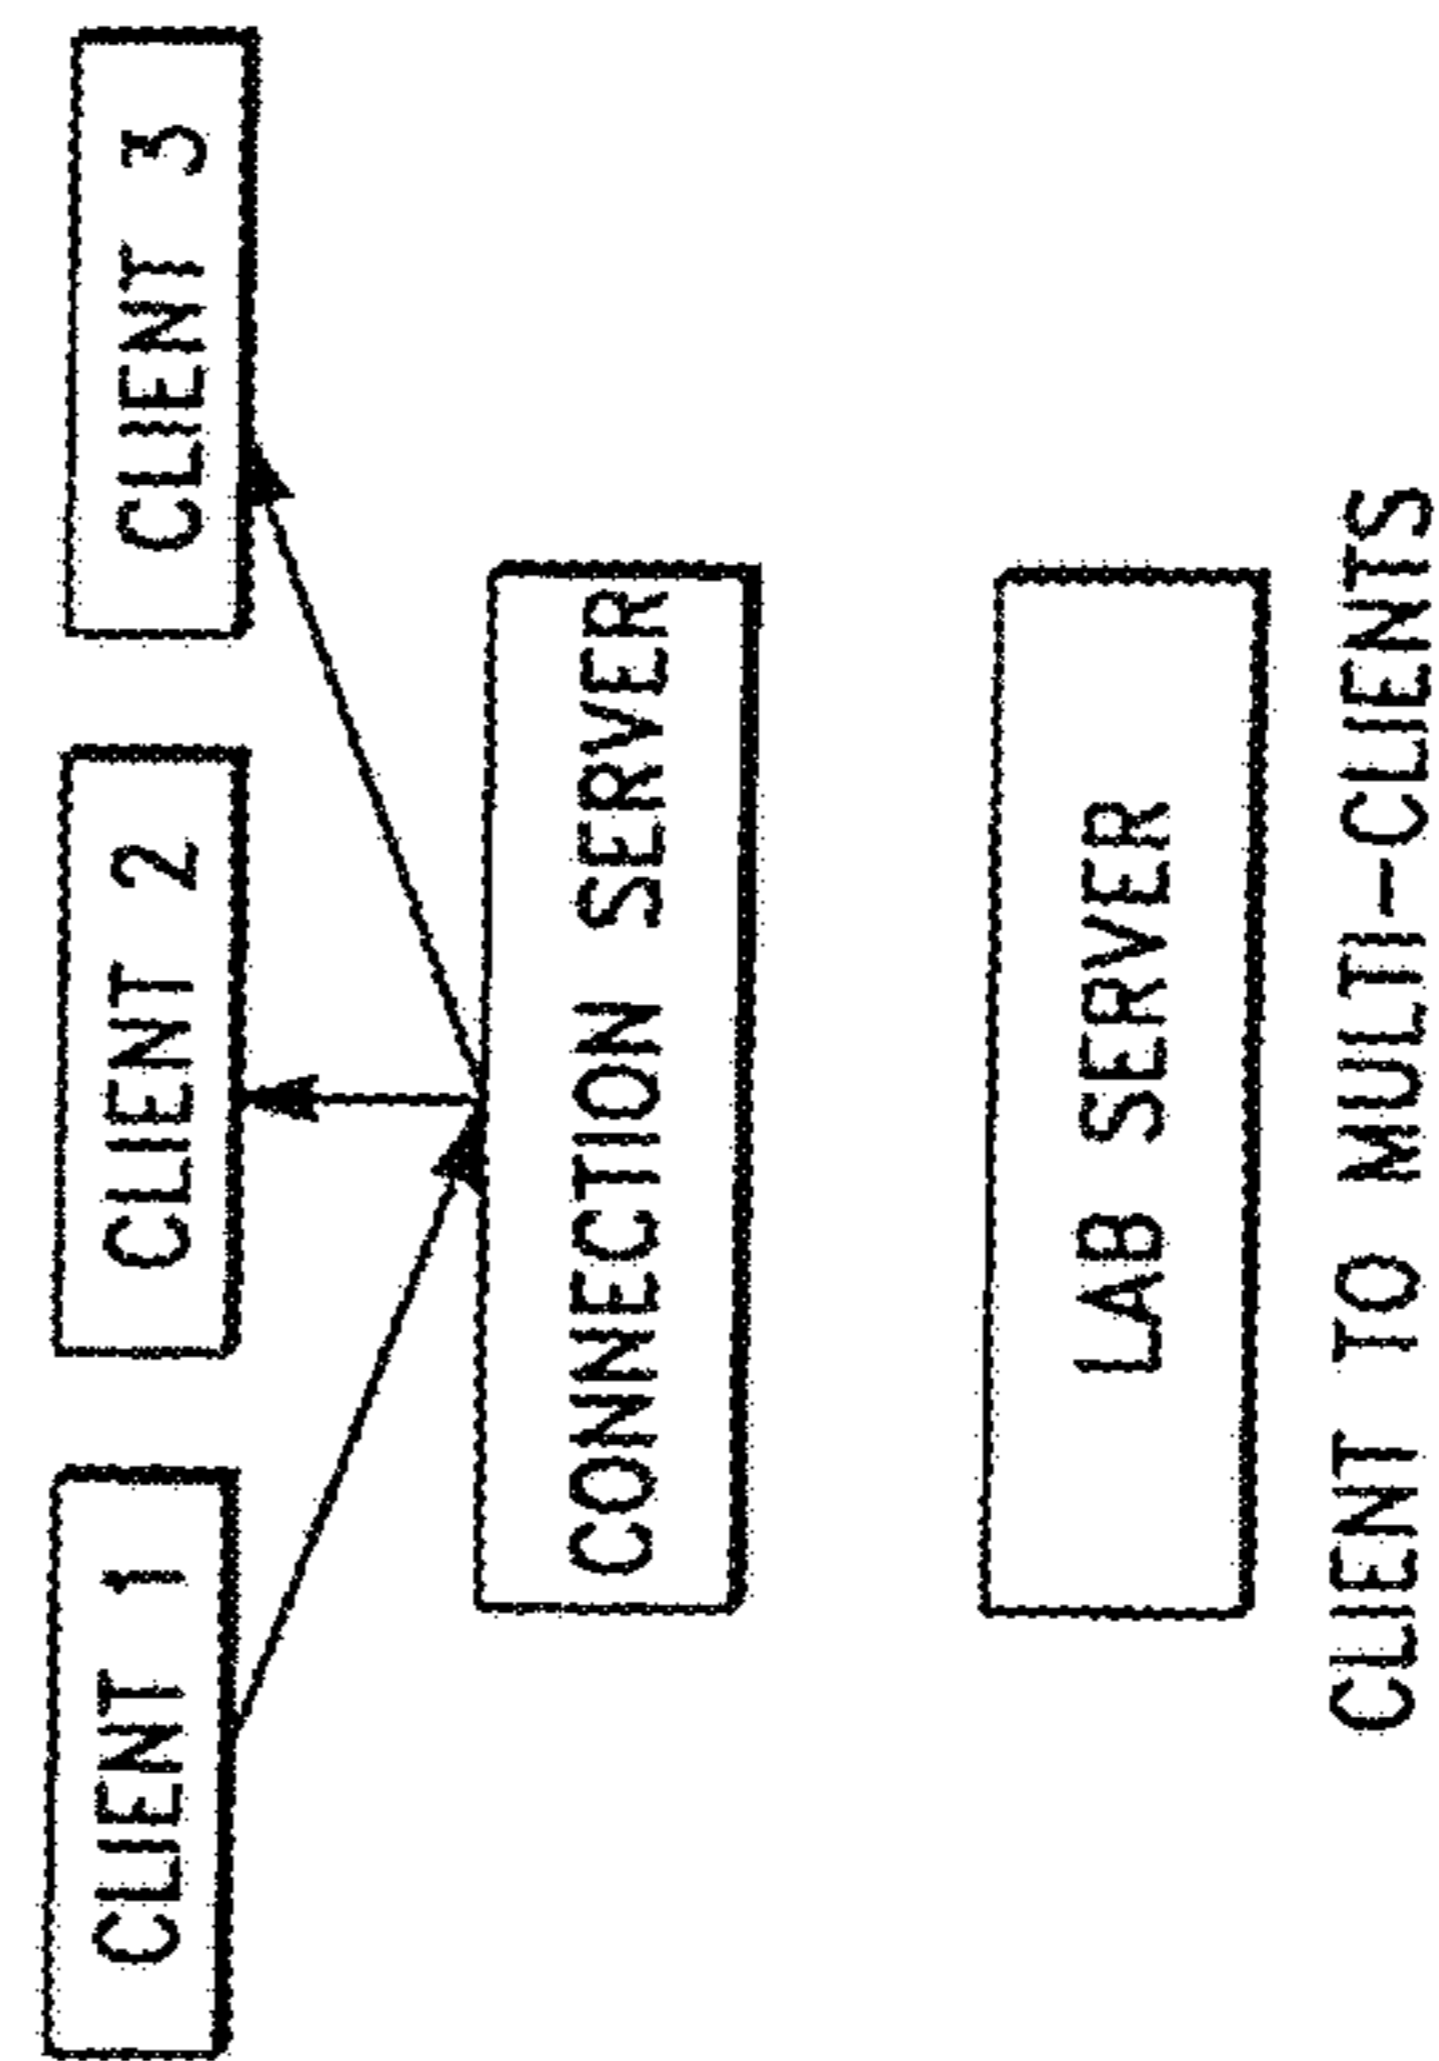 CLIENT 1
CLIENT 2
CLIENT 3
CONNECTION SERVER
LAB SERVER
CLIENT TO MULTI-CLIENTS